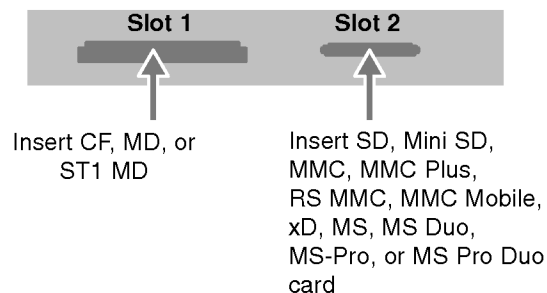 Slot 1
Slot 2
Insert CF, MD, or
ST1 MD
Insert SD, Mini SD,
MMC, MMC Plus,
RS MMC, MMC Mobile,
xD, MS, MS Duo,
MS-Pro, or MS Pro Duo
card